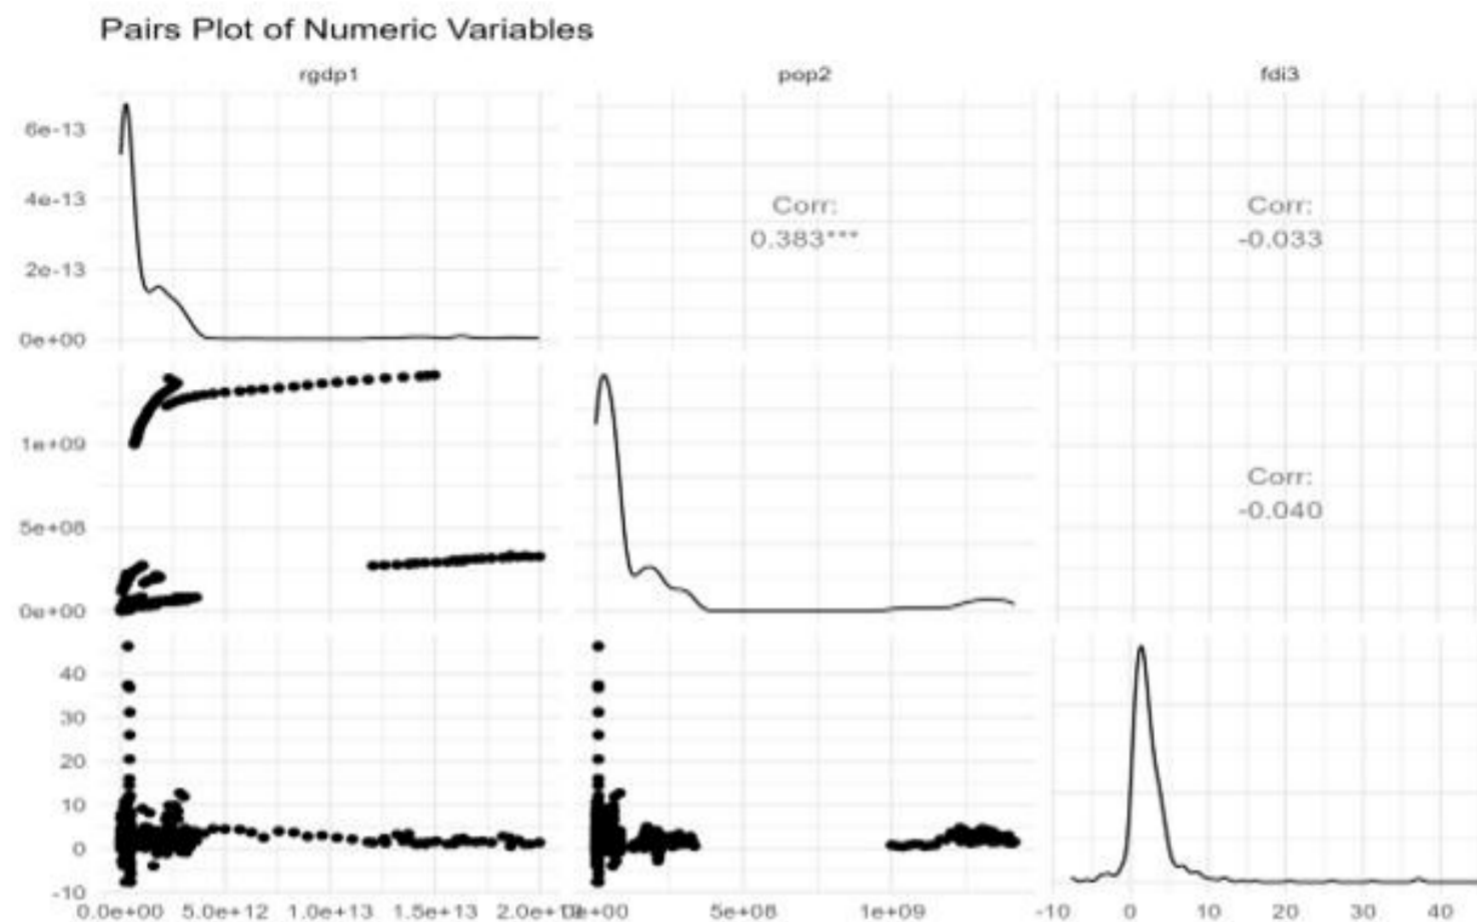 Pairs Plot of Numeric Variables
rgdp1 pop2 fdi3
6e-13
4e-13
2e-13
0e+00
Corr:
0.383***
Corr:
-0.033
1e+09
5e+08
0e+00
Corr:
-0.040
40
30
20
10
0
-10
0.0e+00 5.0e+12 1.0e+13 1.5e+13 5e+08 1e+09 -10 0 10 20 30 40